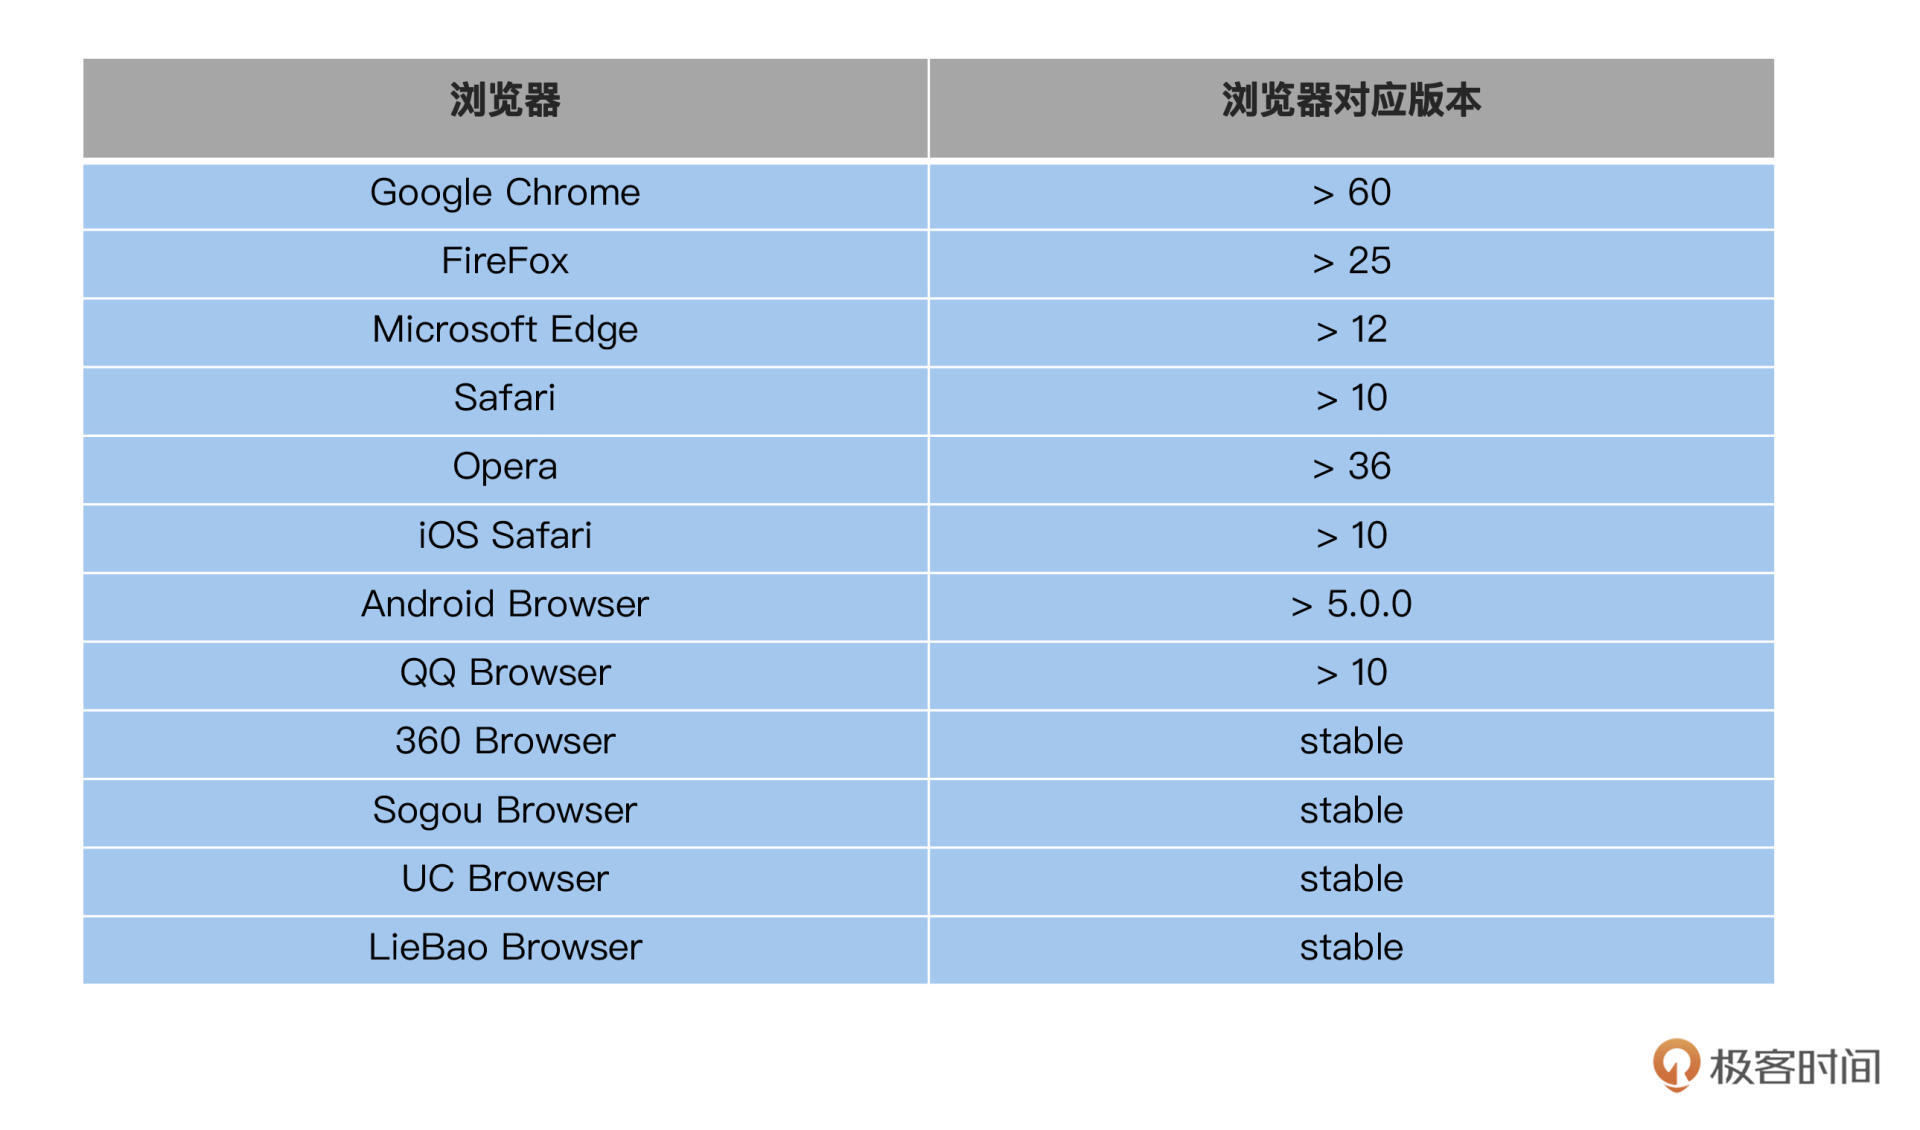 浏览器 浏览器对应版本
Google Chrome > 60
FireFox > 25
Microsoft Edge > 12
Safari > 10
Opera > 36
iOS Safari > 10
Android Browser > 5.0.0
QQ Browser > 10
360 Browser stable
Sogou Browser stable
UC Browser stable
LieBao Browser stable
极客时间